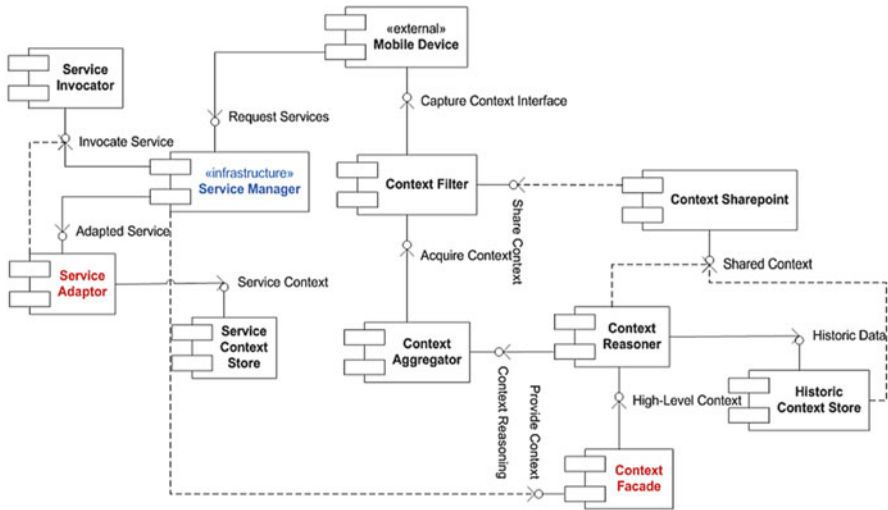 «external»
Mobile Device
Service
Invocator
Capture Context Interface
Request Services
Invocate Service
«infrastructure»
Service Manager
Context Filter
Share Context
Context Sharepoint
Adapted Service
Acquire Context
Shared Context
Service
Adaptor
Service Context
Service
Context
Store
Context
Aggregator
Context Reasoning
Context
Reasoner
Historic Data
Provide Context
High-Level Context
Historic
Context Store
Context
Facade